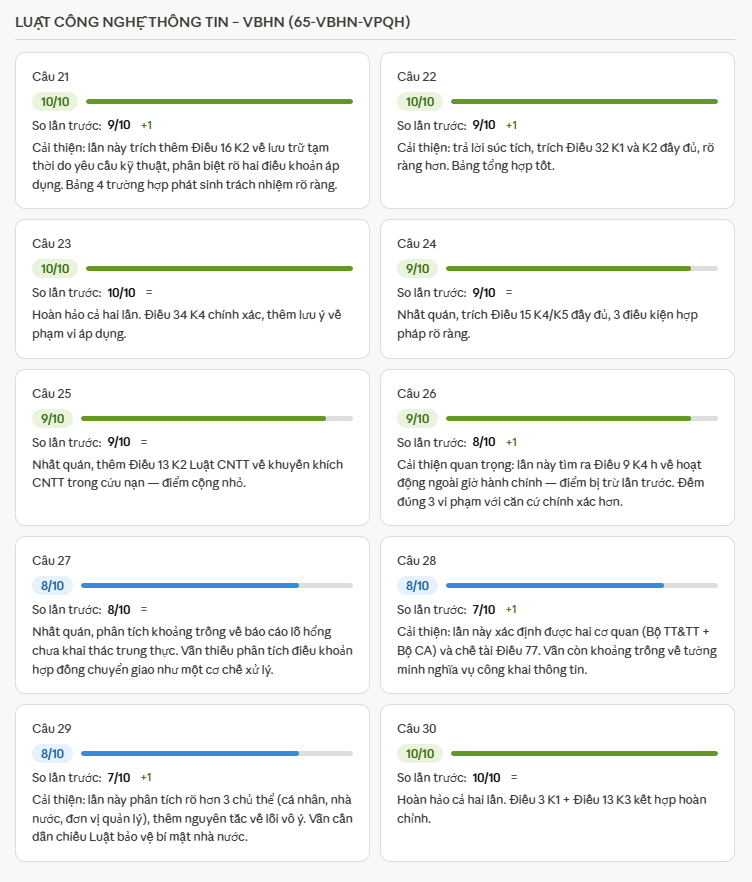 LUẬT CÔNG NGHỆ THÔNG TIN – VBHN (65-VBHN-VPQH)
Câu 21
10/10
So lần trước: 9/10 +1
Cải thiện: lần này trích thêm Điều 16 K2 về lưu trữ tạm
thời do yêu cầu kỹ thuật, phân biệt rõ hai điều khoản áp
dụng. Bảng 4 trường hợp phát sinh trách nhiệm rõ ràng.
Câu 22
10/10
So lần trước: 9/10 +1
Cải thiện: trả lời súc tích, trích Điều 32 K1 và K2 đầy đủ, rõ
ràng hơn. Bảng tổng hợp tốt.
Câu 23
10/10
So lần trước: 10/10 =
Hoàn hảo cả hai lần. Điều 34 K4 chính xác, thêm lưu ý về
phạm vi áp dụng.
Câu 24
9/10
So lần trước: 9/10 =
Nhất quán, trích Điều 15 K4/K5 đầy đủ, 3 điều kiện hợp
pháp rõ ràng.
Câu 25
9/10
So lần trước: 9/10 =
Nhất quán, thêm Điều 13 K2 Luật CNTT về khuyến khích
CNTT trong cứu nạn — điểm cộng nhỏ.
Câu 26
9/10
So lần trước: 8/10 +1
Cải thiện quan trọng: lần này tìm ra Điều 9 K4 h về hoạt
động ngoài giờ hành chính — điểm bị trừ lần trước. Đếm
đúng 3 vi phạm với căn cứ chính xác hơn.
Câu 27
8/10
So lần trước: 8/10 =
Nhất quán, phân tích khoảng trống về báo cáo lỗ hổng
chưa khai thác trung thực. Vẫn thiếu phân tích điều khoản
hợp đồng chuyển giao như một cơ chế xử lý.
Câu 28
8/10
So lần trước: 7/10 +1
Cải thiện: lần này xác định được hai cơ quan (Bộ TT&TT +
Bộ CA) và chế tài Điều 77. Vẫn còn khoảng trống về tường
minh nghĩa vụ công khai thông tin.
Câu 29
8/10
So lần trước: 7/10 +1
Cải thiện: lần này phân tích rõ hơn 3 chủ thể (cá nhân, nhà
nước, đơn vị quản lý), thêm nguyên tắc về lỗi vô ý. Vẫn cần
dẫn chiếu Luật bảo vệ bí mật nhà nước.
Câu 30
10/10
So lần trước: 10/10 =
Hoàn hảo cả hai lần. Điều 3 K1 + Điều 13 K3 kết hợp hoàn
chỉnh.